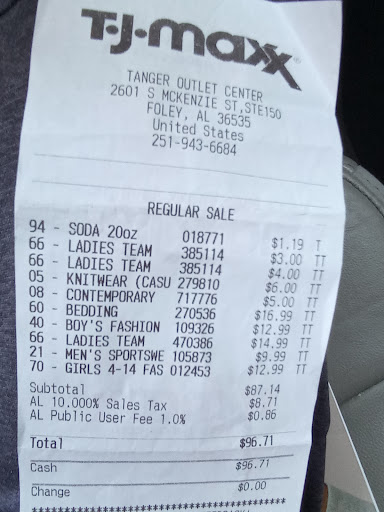 T·J·maxx
TANGER OUTLET CENTER
2601 S MCKENZIE ST,STE150
FOLEY, AL 36535
United States
251-943-6684
REGULAR SALE
94 - SODA 20oz 018771 $1.19 T
66 - LADIES TEAM 385114 $3.00 TT
66 - LADIES TEAM 385114 $4.00 TT
05 - KNITWEAR (CASU 279810 $6.00 TT
08 - CONTEMPORARY 717776 $5.00 TT
60 - BEDDING 270536 $16.99 TT
40 - BOY'S FASHION 109326 $12.99 TT
66 - LADIES TEAM 470386 $14.99 TT
21 - MEN'S SPORTSWE 105873 $9.99 TT
70 - GIRLS 4-14 FAS 012453 $12.99 TT
Subtotal $87.14
AL 10.000% Sales Tax $8.71
AL Public User Fee 1.0% $0.86
Total $96.71
Cash $96.71
Change $0.00